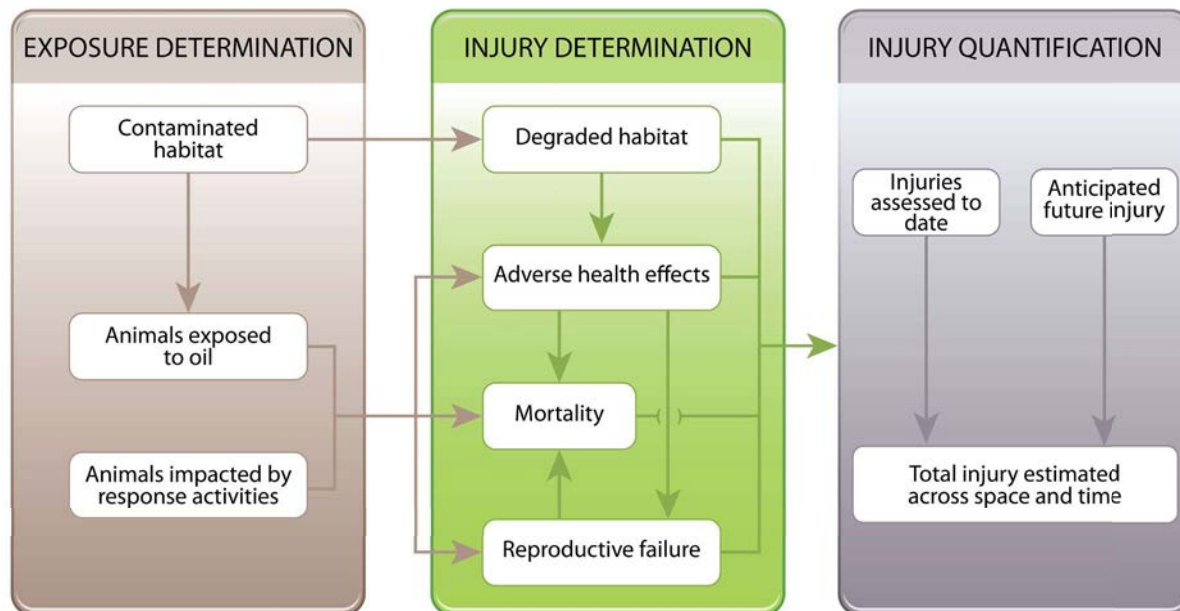 EXPOSURE DETERMINATION
Contaminated
habitat
Animals exposed
to oil
Animals impacted by
response activities
INJURY DETERMINATION
Degraded habitat
Adverse health effects
Mortality
Reproductive failure
INJURY QUANTIFICATION
Injuries
assessed to
date
Anticipated
future injury
Total injury estimated
across space and time